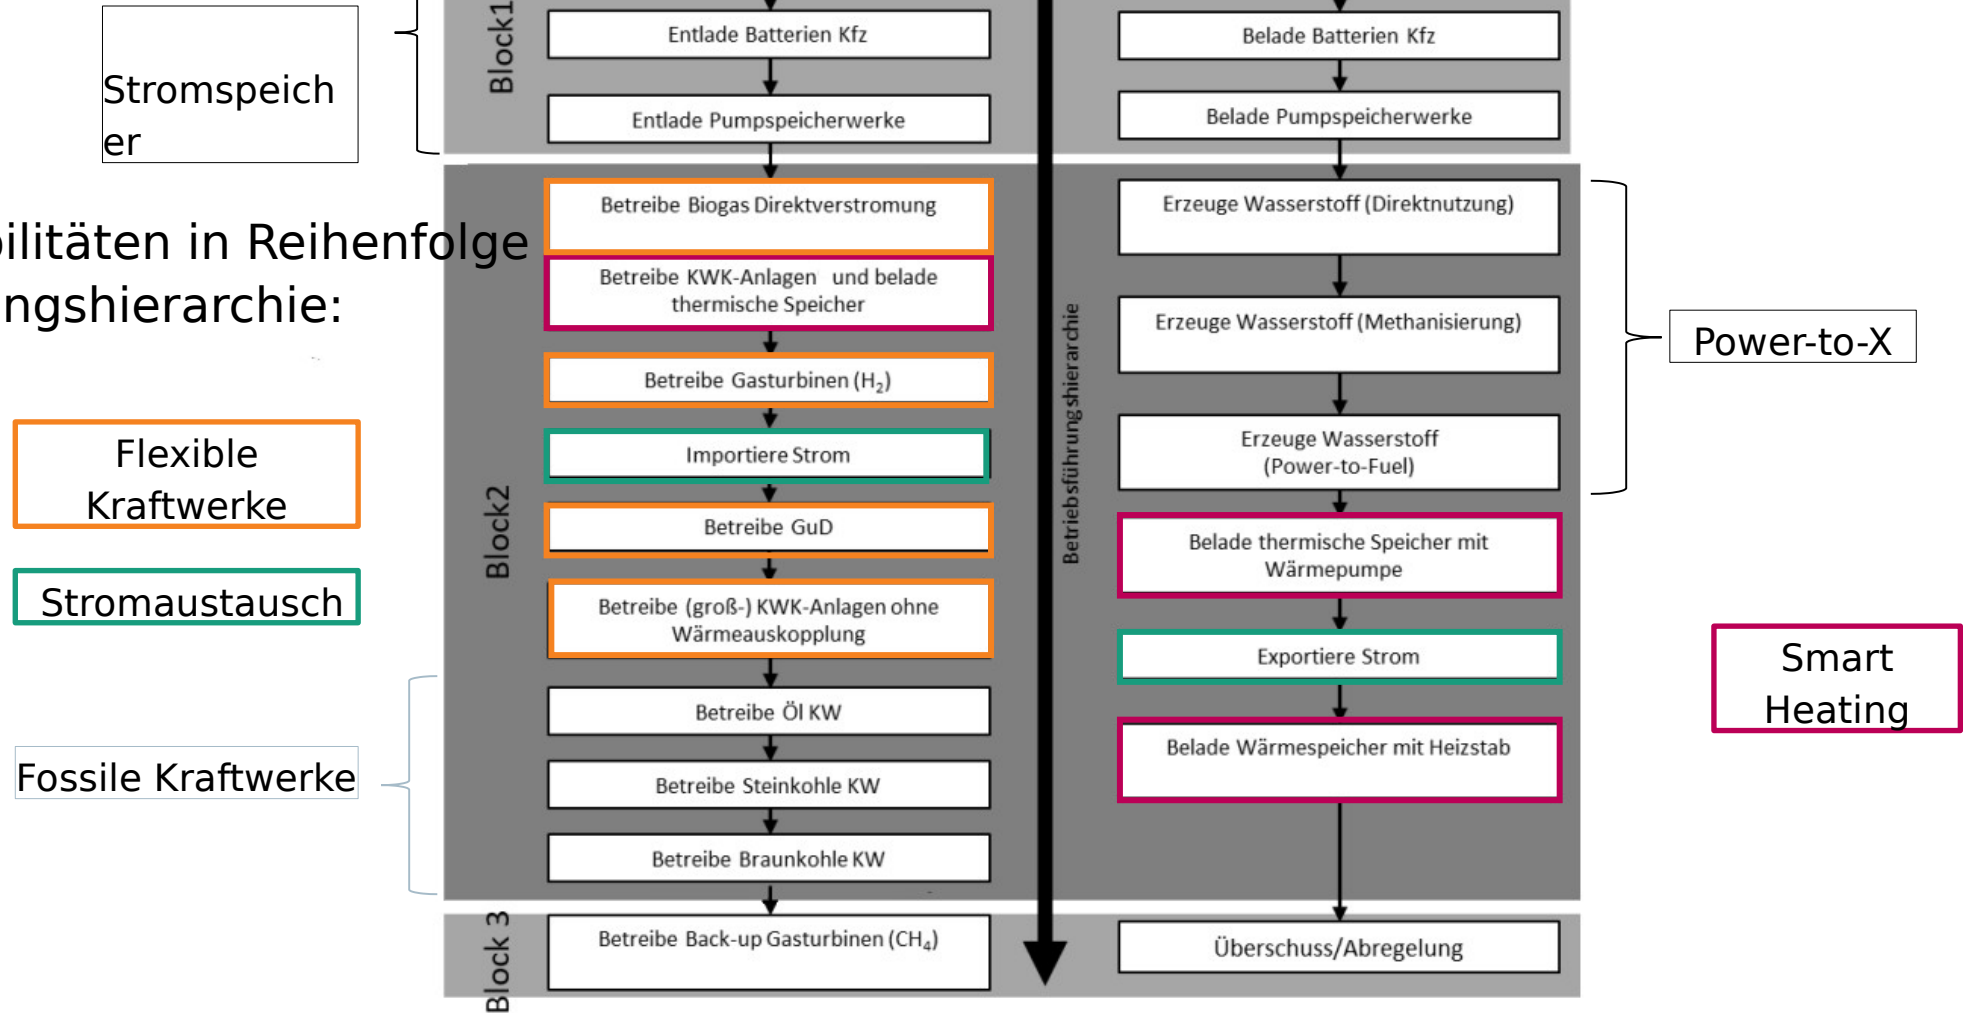 Stromspeich
er
bilitäten in Reihenfolge
ngshierarchie:
Flexible
Kraftwerke
Stromaustausch
Fossile Kraftwerke
Block1
Entlade Batterien Kfz
Entlade Pumpspeicherwerke
Block2
Betreibe Biogas Direktverstromung
Betreibe KWK-Anlagen und belade
thermische Speicher
Betreibe Gasturbinen (H₂)
Importiere Strom
Betreibe GuD
Betreibe (groß-) KWK-Anlagen ohne
Wärmeauskopplung
Betreibe Öl KW
Betreibe Steinkohle KW
Betreibe Braunkohle KW
Block 3
Betreibe Back-up Gasturbinen (CH₄)
Betriebsführungshierarchie
Belade Batterien Kfz
Belade Pumpspeicherwerke
Erzeuge Wasserstoff (Direktnutzung)
Erzeuge Wasserstoff (Methanisierung)
Erzeuge Wasserstoff
(Power-to-Fuel)
Belade thermische Speicher mit
Wärmepumpe
Exportiere Strom
Belade Wärmespeicher mit Heizstab
Überschuss/Abregelung
Power-to-X
Smart
Heating